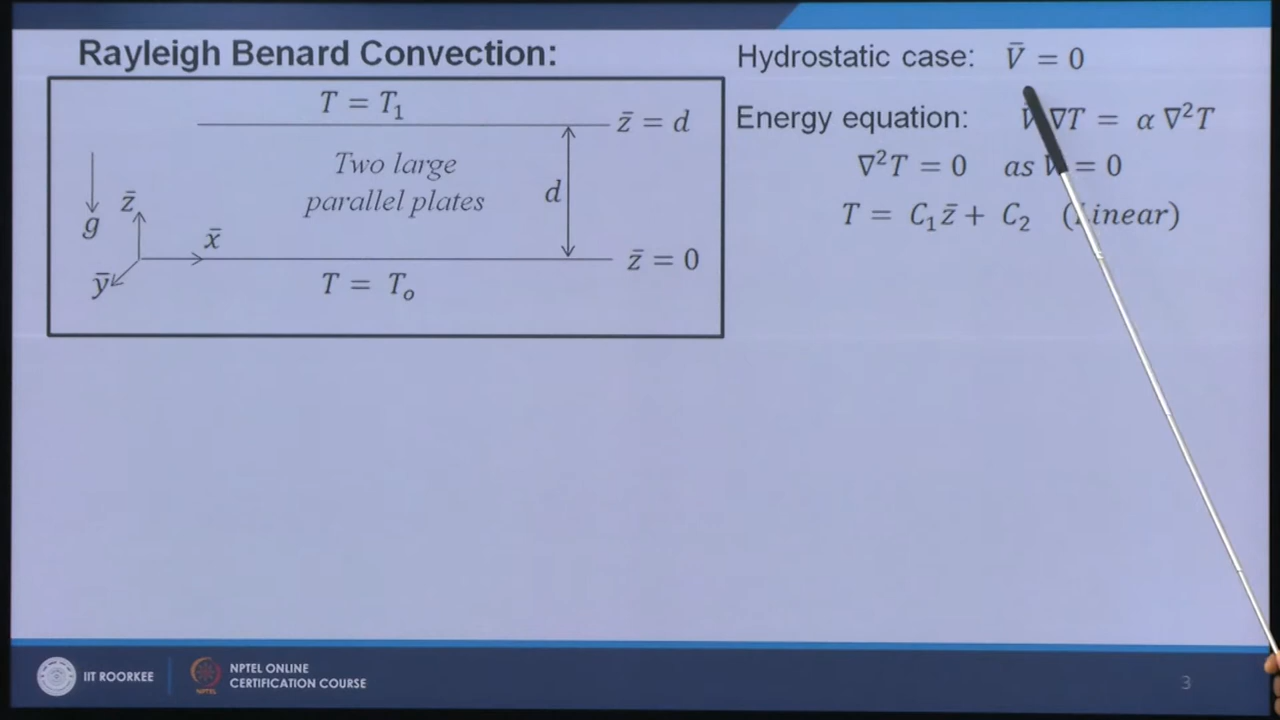 Rayleigh Benard Convection:
T = T₁
z̄ = d
Two large
parallel plates
d
g
z̄
x̄
ȳ
z̄ = 0
T = Tₒ
Hydrostatic case: V̄ = 0
Energy equation: ∇T = α ∇²T
∇²T = 0 as = 0
T = C₁z̄ + C₂ (Linear)
IIT ROORKEE
NPTEL
NPTEL ONLINE
CERTIFICATION COURSE
3